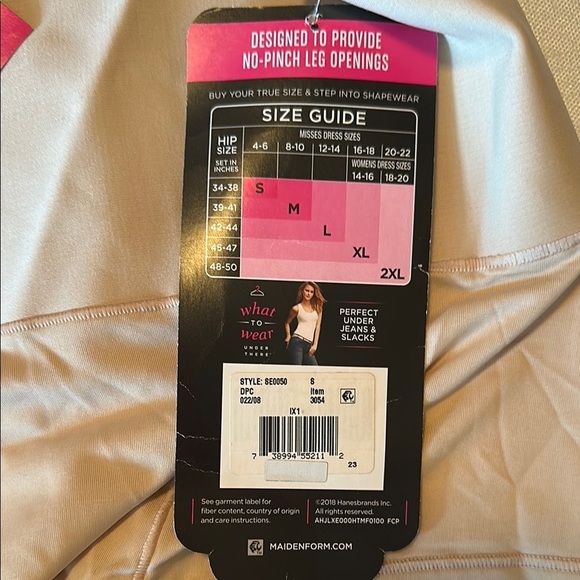 DESIGNED TO PROVIDE
NO-PINCH LEG OPENINGS
BUY YOUR TRUE SIZE & STEP INTO SHAPEWEAR
SIZE GUIDE
HIP SIZE
SET IN INCHES
MISSES DRESS SIZES
4-6 8-10 12-14 16-18 20-22
WOMENS DRESS SIZES
14-16 18-20
34-38 S
39-41 M
42-44 L
45-47 XL
48-50 2XL
what
TO
wear
UNDER
THERE
PERFECT
UNDER
JEANS &
SLACKS
STYLE: SE0050 S
DPC Item
022/08 3054
IX1
7 38994 55211 2
23
See garment label for
fiber content, country of origin
and care instructions.
©2018 Hanesbrands Inc.
All rights reserved.
AHJLXE000HTMF0100 FCP
MAIDENFORM.COM